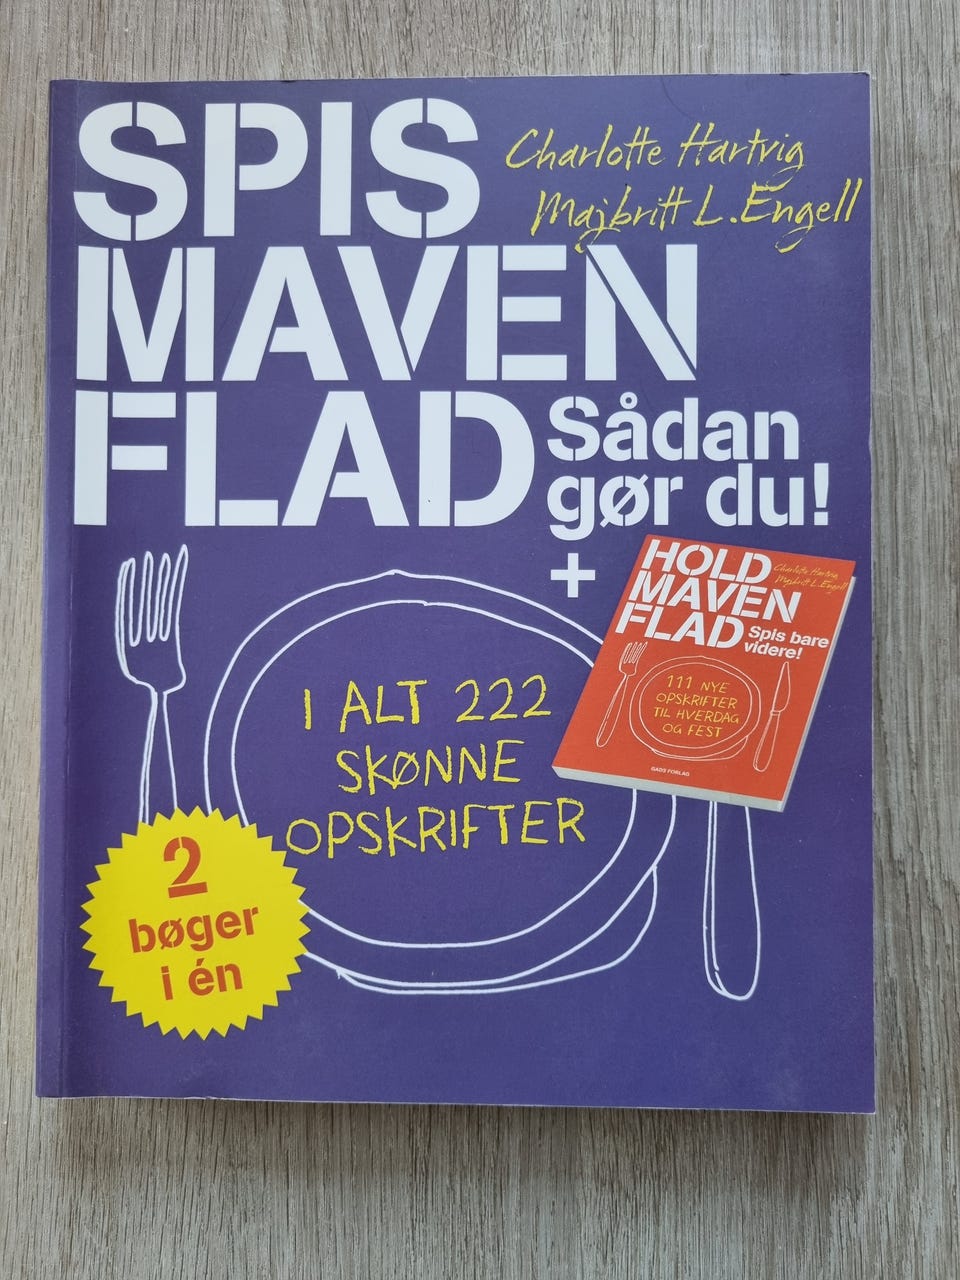 SPIS
MAVEN
FLAD
Charlotte Hartvig
Majbritt L. Engell
Sådan
gør du!
+
HOLD
MAVEN
FLAD
Charlotte Hartvig
Majbritt L. Engell
Spis bare
videre!
111 NYE
OPSKRIFTER
TIL HVERDAG
OG FEST
GADS FORLAG
I ALT 222
SKØNNE
OPSKRIFTER
2
bøger
i én